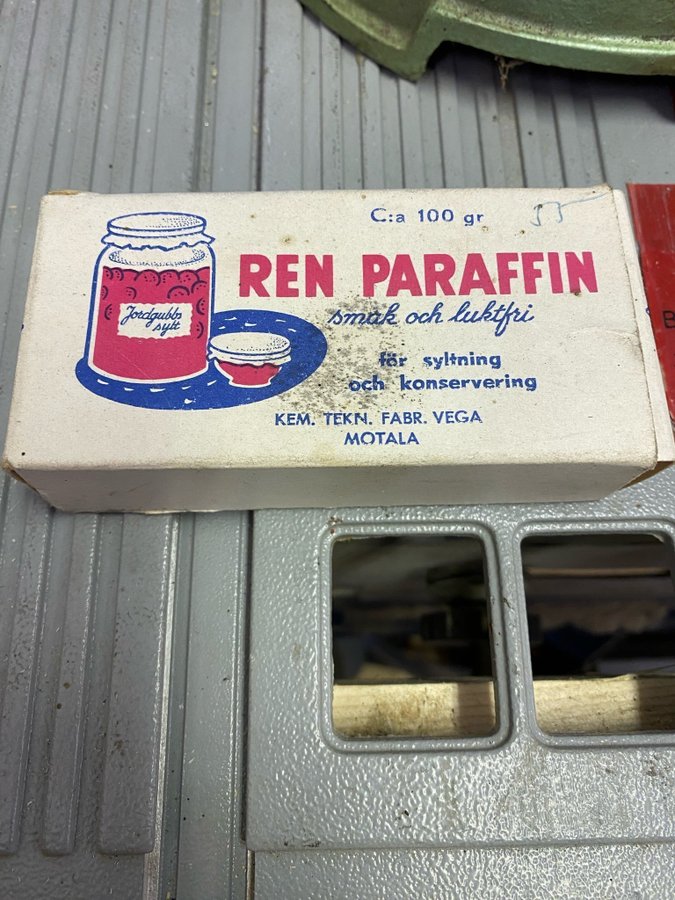 C:a 100 gr
REN PARAFFIN
smak och luktfri
för syltning
och konservering
KEM. TEKN. FABR. VEGA
MOTALA
Jordgubbs
sylt
B